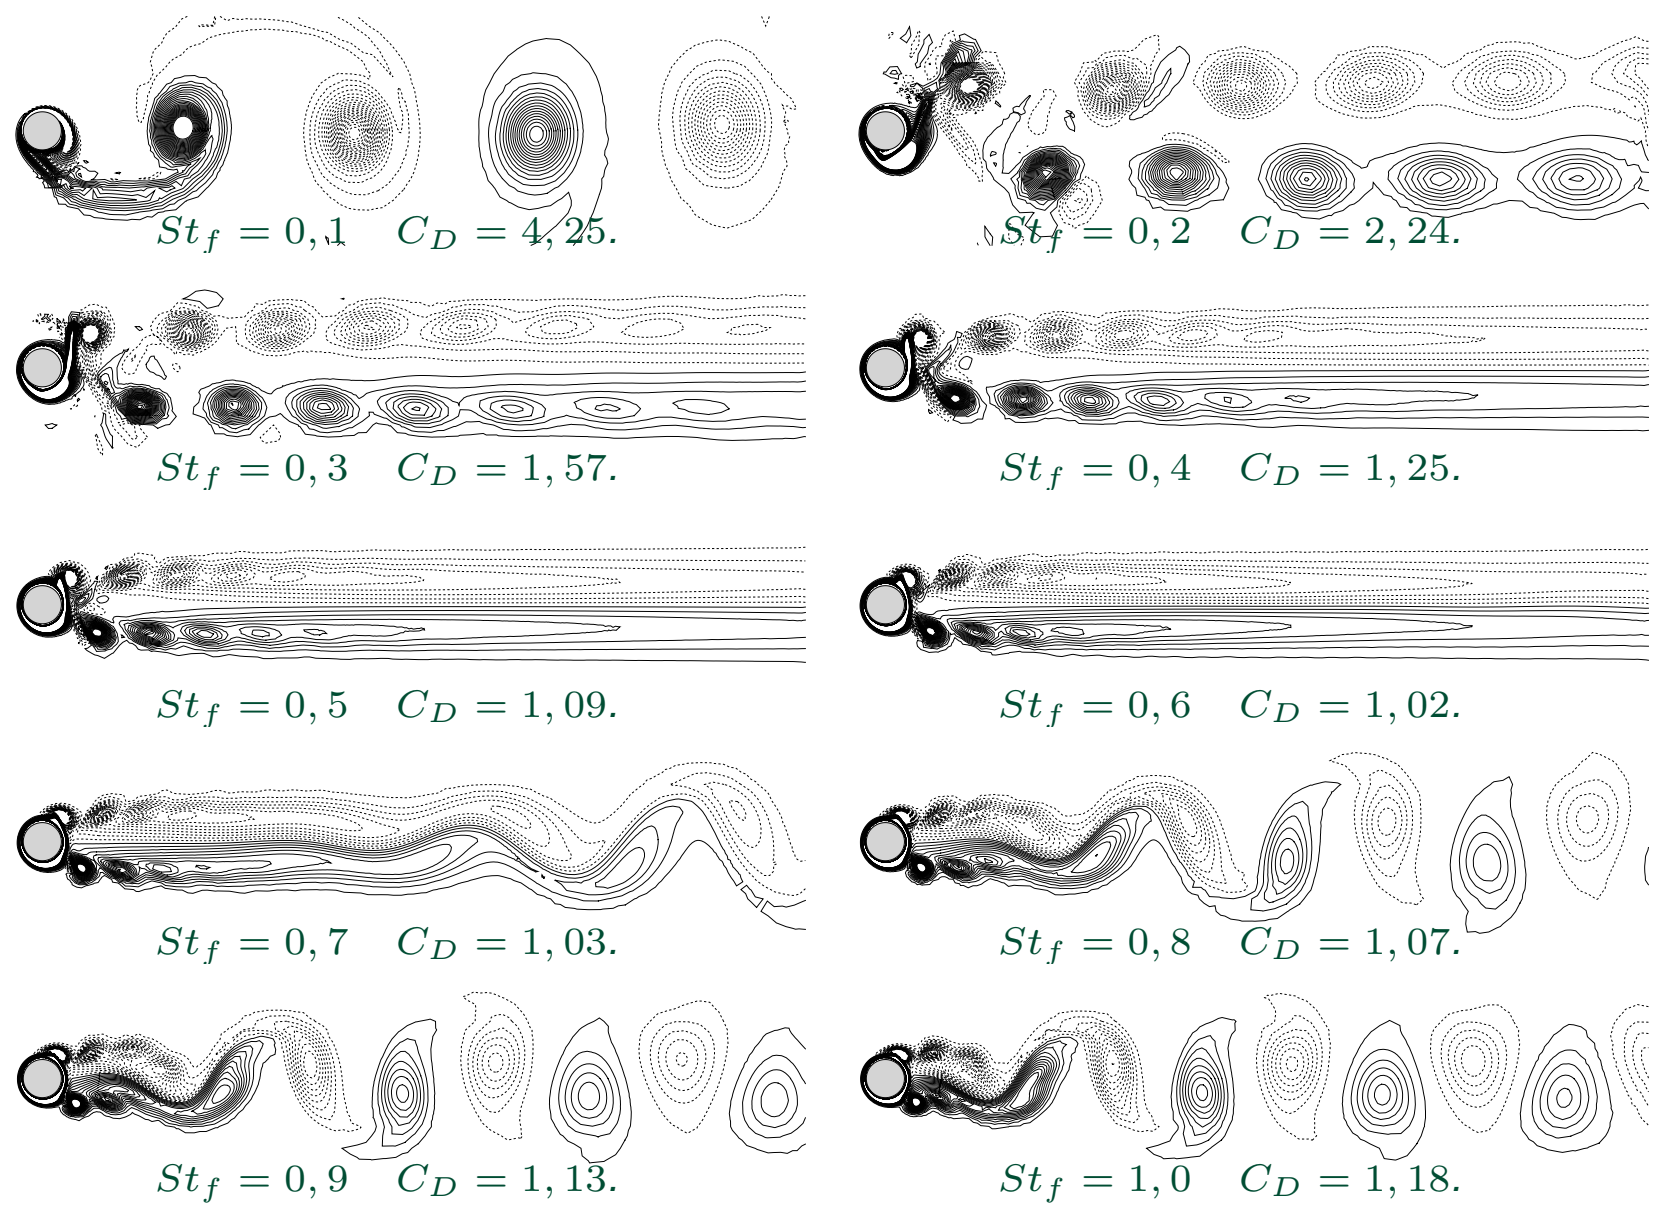 St_f = 0,1 C_D = 4,25.
St_f = 0,2 C_D = 2,24.
St_f = 0,3 C_D = 1,57.
St_f = 0,4 C_D = 1,25.
St_f = 0,5 C_D = 1,09.
St_f = 0,6 C_D = 1,02.
St_f = 0,7 C_D = 1,03.
St_f = 0,8 C_D = 1,07.
St_f = 0,9 C_D = 1,13.
St_f = 1,0 C_D = 1,18.